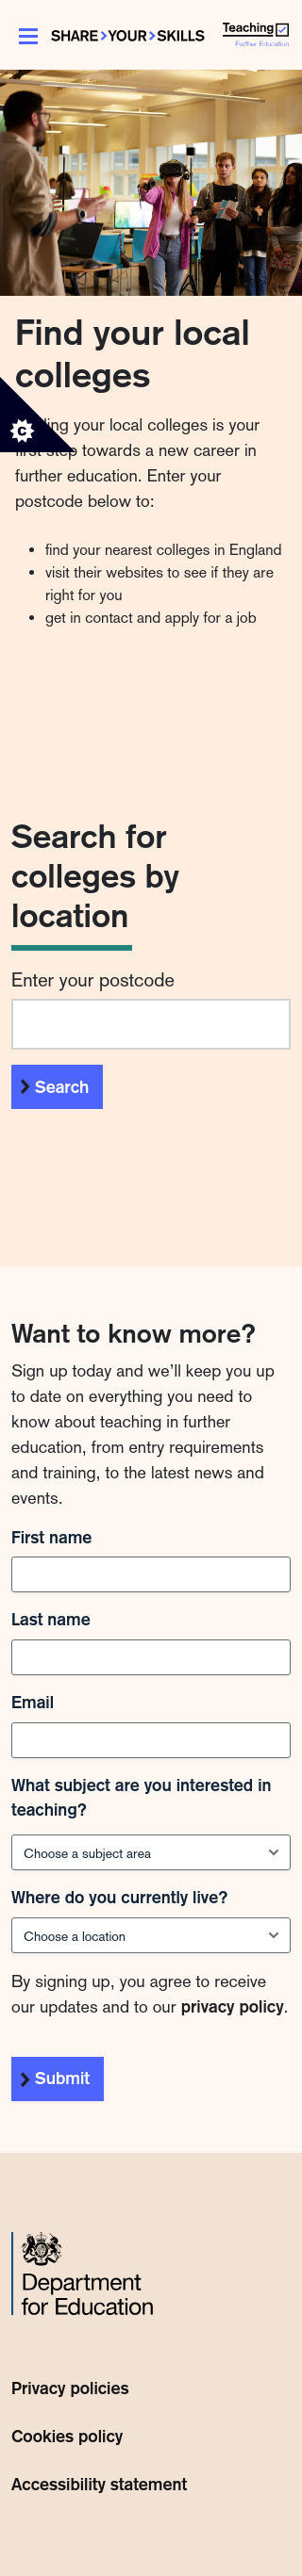 SHARE YOUR SKILLS
Teaching
Further Education
Find your local
colleges
your local colleges is your
first step towards a new career in
further education. Enter your
postcode below to:
find your nearest colleges in England
visit their websites to see if they are
right for you
get in contact and apply for a job
Search for
colleges by
location
Enter your postcode
Search
Want to know more?
Sign up today and we’ll keep you up
to date on everything you need to
know about teaching in further
education, from entry requirements
and training, to the latest news and
events.
First name
Last name
Email
What subject are you interested in
teaching?
Choose a subject area
Where do you currently live?
Choose a location
By signing up, you agree to receive
our updates and to our privacy policy.
Submit
Department
for Education
Privacy policies
Cookies policy
Accessibility statement